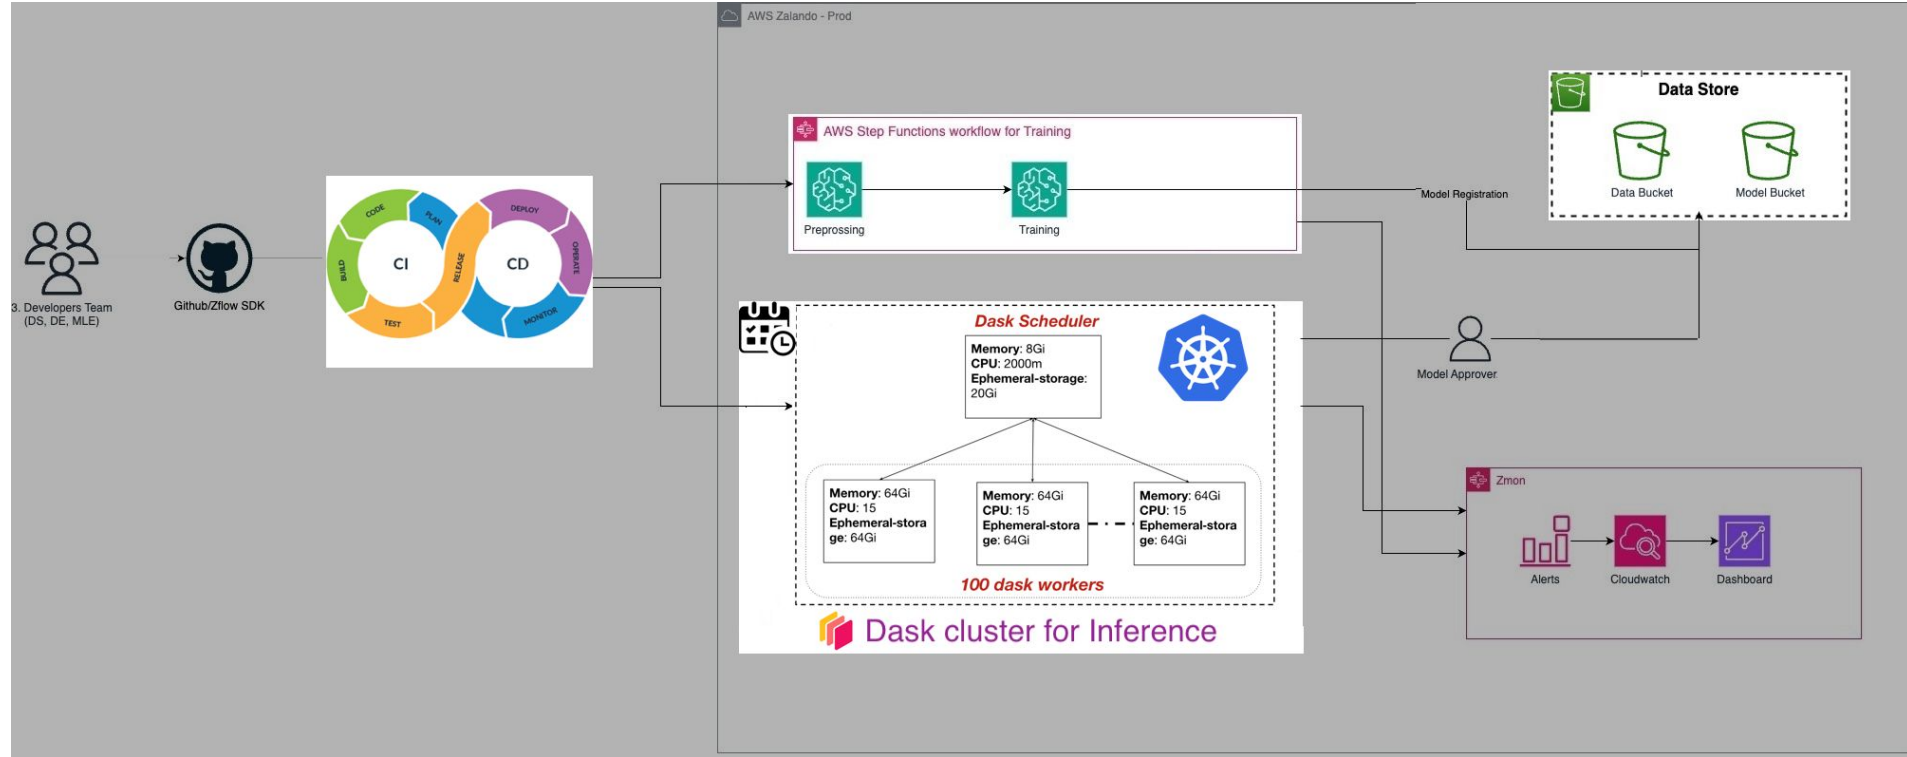 AWS Zalando - Prod
3. Developers Team
(DS, DE, MLE)
Github/Zflow SDK
CODE
PLAN
BUILD
CI
TEST
RELEASE
DEPLOY
CD
OPERATE
MONITOR
AWS Step Functions workflow for Training
Preprossing
Training
Model Registration
Data Store
Data Bucket
Model Bucket
Dask Scheduler
Memory: 8Gi
CPU: 2000m
Ephemeral-storage:
20Gi
Memory: 64Gi
CPU: 15
Ephemeral-stora
ge: 64Gi
Memory: 64Gi
CPU: 15
Ephemeral-stora
ge: 64Gi
Memory: 64Gi
CPU: 15
Ephemeral-stora
ge: 64Gi
100 dask workers
Dask cluster for Inference
Model Approver
Zmon
Alerts
Cloudwatch
Dashboard